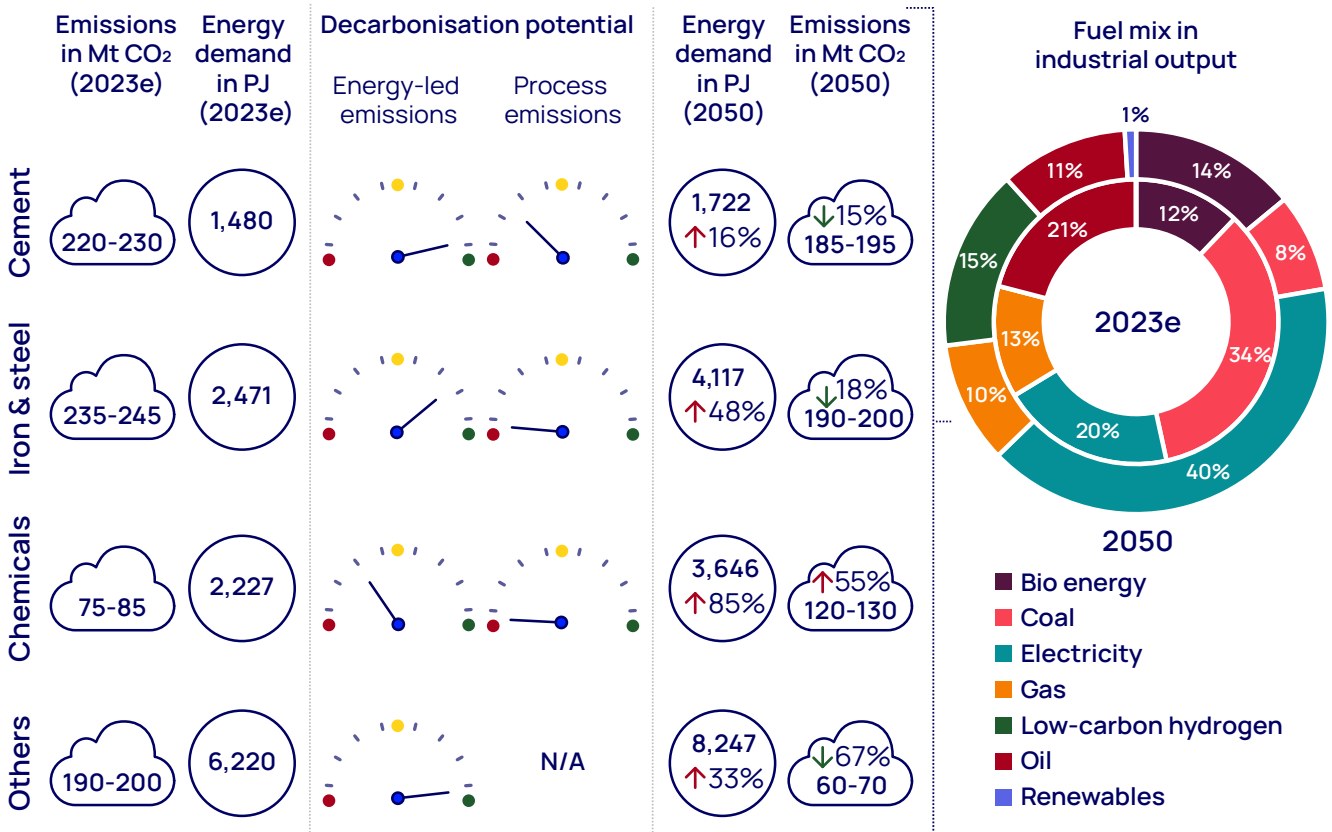 Emissions
in Mt CO₂
(2023e)
Energy
demand
in PJ
(2023e)
Decarbonisation potential
Energy-led
emissions
Process
emissions
Energy
demand
in PJ
(2050)
Emissions
in Mt CO₂
(2050)
Cement
220-230
1,480
1,722
↑16%
↓15%
185-195
Iron & steel
235-245
2,471
4,117
↑48%
↓18%
190-200
Chemicals
75-85
2,227
3,646
↑85%
↑55%
120-130
Others
190-200
6,220
N/A
8,247
↑33%
↓67%
60-70
Fuel mix in
industrial output
1%
14%
8%
40%
10%
15%
11%
12%
34%
20%
13%
21%
2023e
2050
Bio energy
Coal
Electricity
Gas
Low-carbon hydrogen
Oil
Renewables